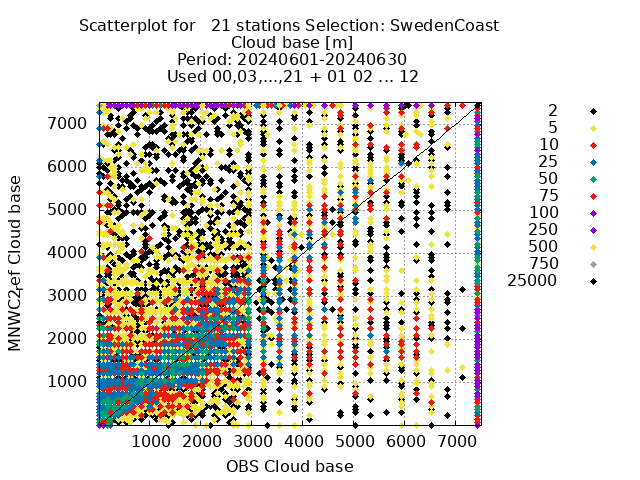 Scatterplot for   21 stations Selection: SwedenCoast
Cloud base [m]
Period: 20240601-20240630
Used 00,03,...,21 + 01 02 ... 12
MNWC2ref Cloud base
7000
6000
5000
4000
3000
2000
1000
1000 2000 3000 4000 5000 6000 7000
OBS Cloud base
2
5
10
25
50
75
100
250
500
750
25000